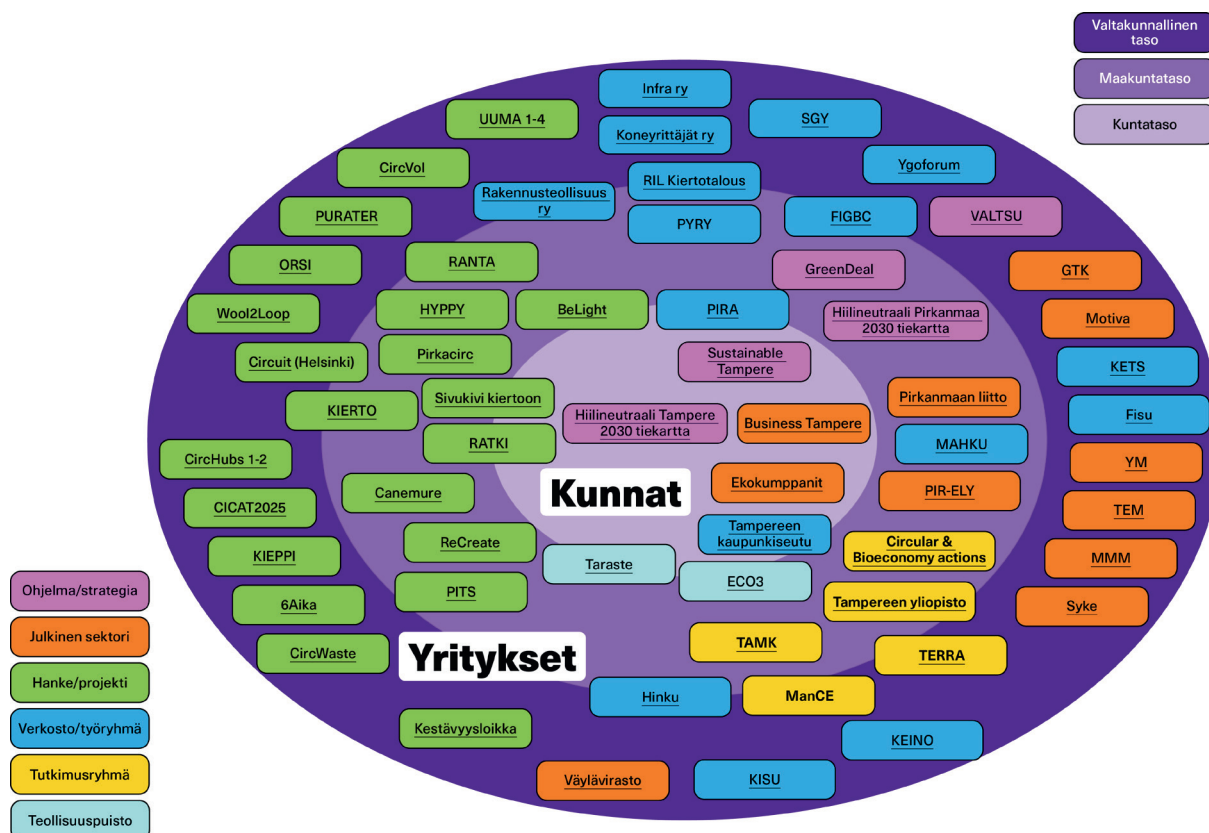 Valtakunnallinen
taso
Maakuntataso
Kuntataso
Infra ry
UUMA 1-4
SGY
Koneyrittäjät ry
CircVol
Ygoforum
RIL Kiertotalous
Rakennusteollisuus
ry
PURATER
PYRY
FIGBC
VALTSU
ORSI
RANTA
GreenDeal
GTK
Wool2Loop
HYPPY
BeLight
PIRA
Hiilineutraali Pirkanmaa
2030 tiekartta
Motiva
Circuit (Helsinki)
Pirkacirc
Sustainable
Tampere
KETS
KIERTO
Sivukivi kiertoon
Pirkanmaan liitto
Fisu
Hiilineutraali Tampere
2030 tiekartta
Business Tampere
RATKI
MAHKU
CircHubs 1-2
YM
Canemure
Kunnat
Ekokumppanit
PIR-ELY
CICAT2025
TEM
Tampereen
kaupunkiseutu
ReCreate
Circular &
Bioeconomy actions
KIEPPI
Taraste
ECO3
MMM
Ohjelma/strategia
6Aika
PITS
Tampereen yliopisto
Syke
Julkinen sektori
CircWaste
Yritykset
TAMK
TERRA
Hanke/projekti
Hinku
ManCE
Verkosto/työryhmä
Kestävyysloikka
KEINO
Tutkimusryhmä
Väylävirasto
KISU
Teollisuuspuisto